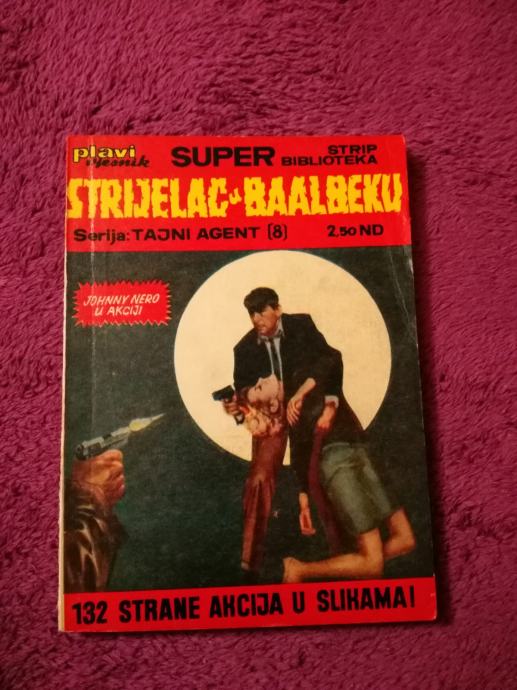 plavi vjesnik SUPER STRIP BIBLIOTEKA
STRIJELAC u BAALBEKU
Serija: TAJNI AGENT (8) 2,50 ND
JOHNNY NERO
U AKCIJI
132 STRANE AKCIJA U SLIKAMA!